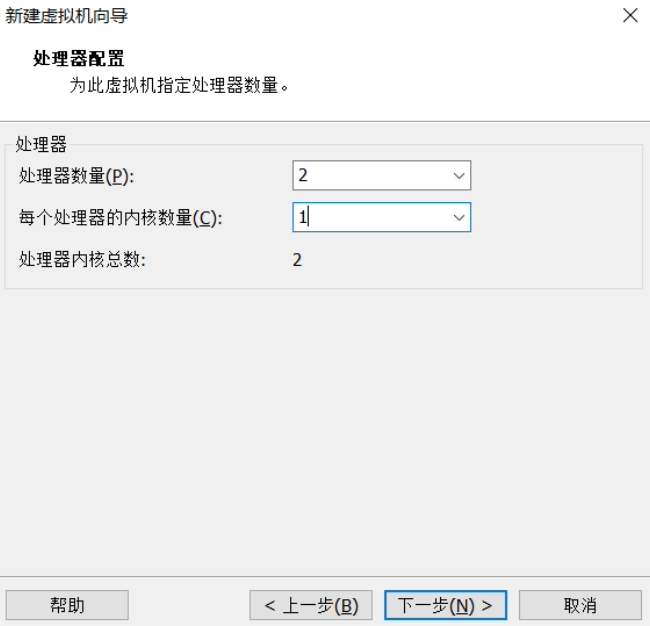 新建虚拟机向导
处理器配置
为此虚拟机指定处理器数量。
处理器
处理器数量(P): 2
每个处理器的内核数量(C): 1
处理器内核总数: 2
帮助 < 上一步(B) 下一步(N) > 取消